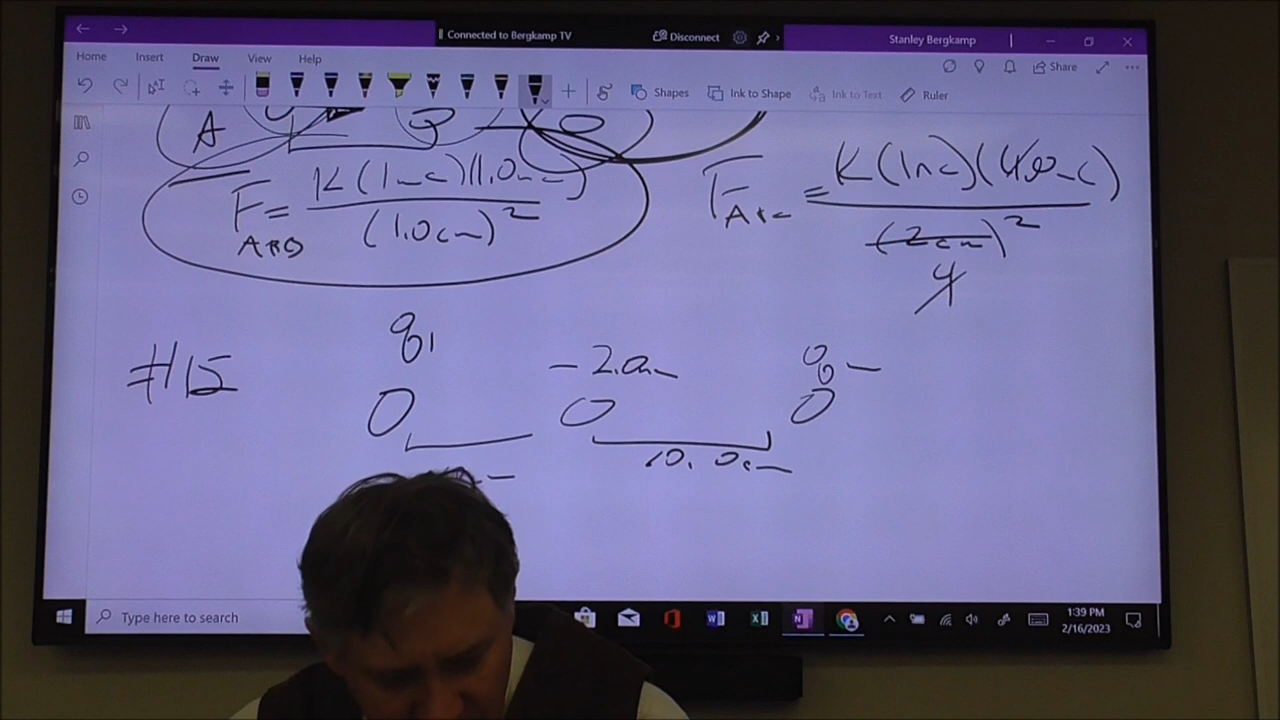 Connected to Bergkamp TV
Disconnect
Stanley Bergkamp
Home Insert Draw View Help
Share
Shapes
Ink to Shape
Ink to Text
Ruler
A
F = K(1nc)(1.0nc)
(1.0cm)²
F = K(1nc)(4.0nc)
(2cm)²
4
#15
q1
-2.0
10.0cm
Type here to search
1:39 PM
2/16/2023